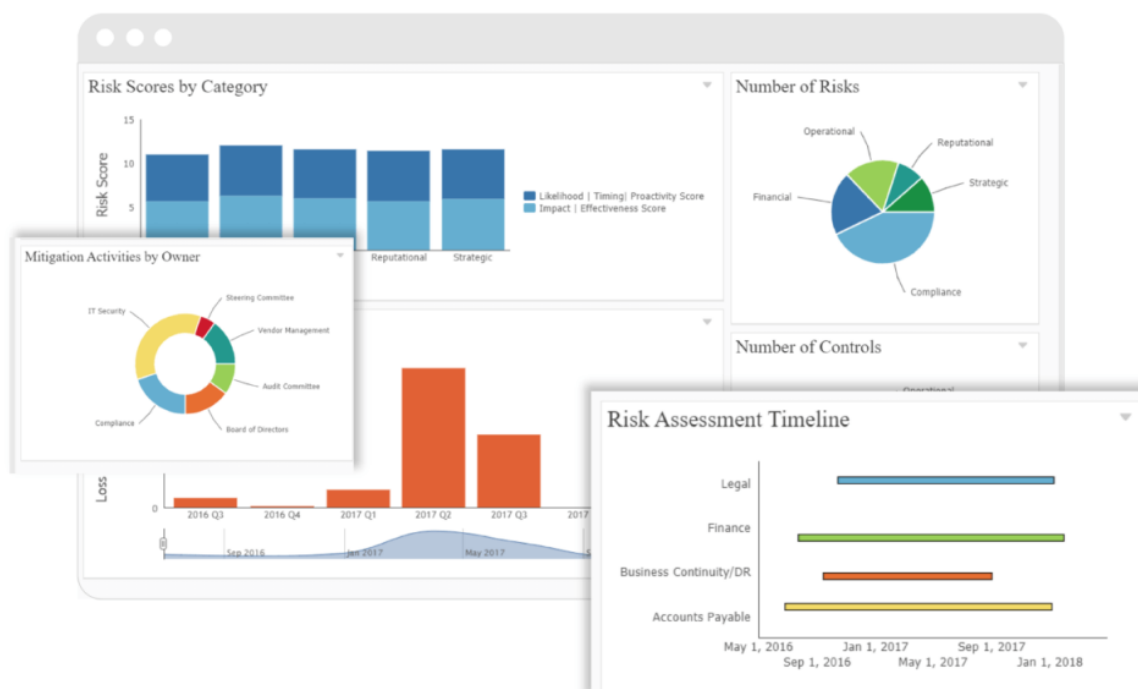 Risk Scores by Category
15
10
5
Risk Score
Likelihood | Timing| Proactivity Score
Impact | Effectiveness Score
Reputational
Strategic
Number of Risks
Operational
Reputational
Strategic
Financial
Compliance
Mitigation Activities by Owner
Steering Committee
IT Security
Vendor Management
Audit Committee
Compliance
Board of Directors
Loss
0
2016 Q3
2016 Q4
2017 Q1
2017 Q2
2017 Q3
2017
Sep 2016
Jan 2017
May 2017
Number of Controls
Operational
Risk Assessment Timeline
Legal
Finance
Business Continuity/DR
Accounts Payable
May 1, 2016
Jan 1, 2017
Sep 1, 2017
Sep 1, 2016
May 1, 2017
Jan 1, 2018